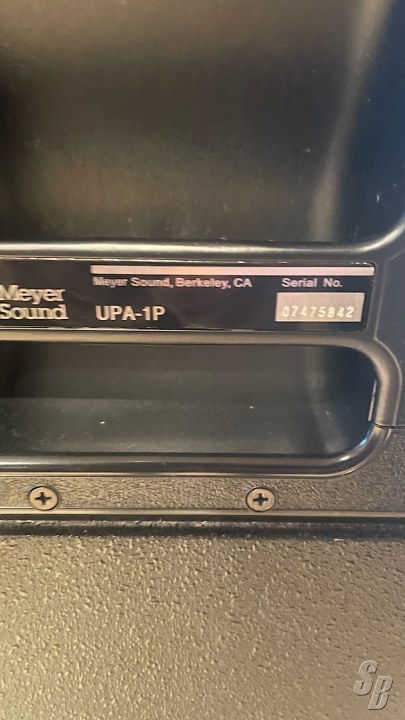 Meyer
Sound
Meyer Sound, Berkeley, CA
UPA-1P
Serial No.
07475842
SB